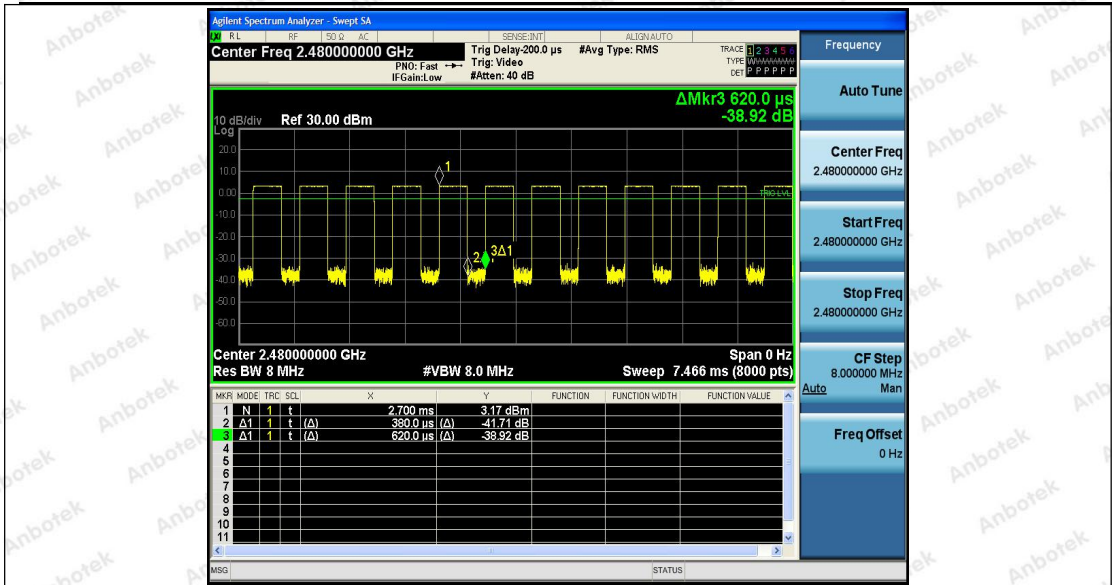 Agilent Spectrum Analyzer - Swept SA
RL RF 50 Ω AC SENSE:INT ALIGNAUTO
Center Freq 2.480000000 GHz
PNO: Fast
IFGain:Low
Trig Delay-200.0 µs
Trig: Video
#Atten: 40 dB
#Avg Type: RMS
TRACE 1 2 3 4 5 6
TYPE
DET P P P P P P
ΔMkr3 620.0 µs
-38.92 dB
10 dB/div Ref 30.00 dBm
Log
20.0
10.0
0.00
-10.0
-20.0
-30.0
-40.0
-50.0
-60.0
1
TRIG LVL
2
3Δ1
Center 2.480000000 GHz Span 0 Hz
Res BW 8 MHz #VBW 8.0 MHz Sweep 7.466 ms (8000 pts)
MKR MODE TRC SCL X Y FUNCTION FUNCTION WIDTH FUNCTION VALUE
1 N 1 t 2.700 ms 3.17 dBm
2 Δ1 1 t (Δ) 380.0 µs (Δ) -41.71 dB
3 Δ1 1 t (Δ) 620.0 µs (Δ) -38.92 dB
4
5
6
7
8
9
10
11
MSG STATUS
Frequency
Auto Tune
Center Freq
2.480000000 GHz
Start Freq
2.480000000 GHz
Stop Freq
2.480000000 GHz
CF Step
8.000000 MHz
Auto Man
Freq Offset
0 Hz
Anbotek